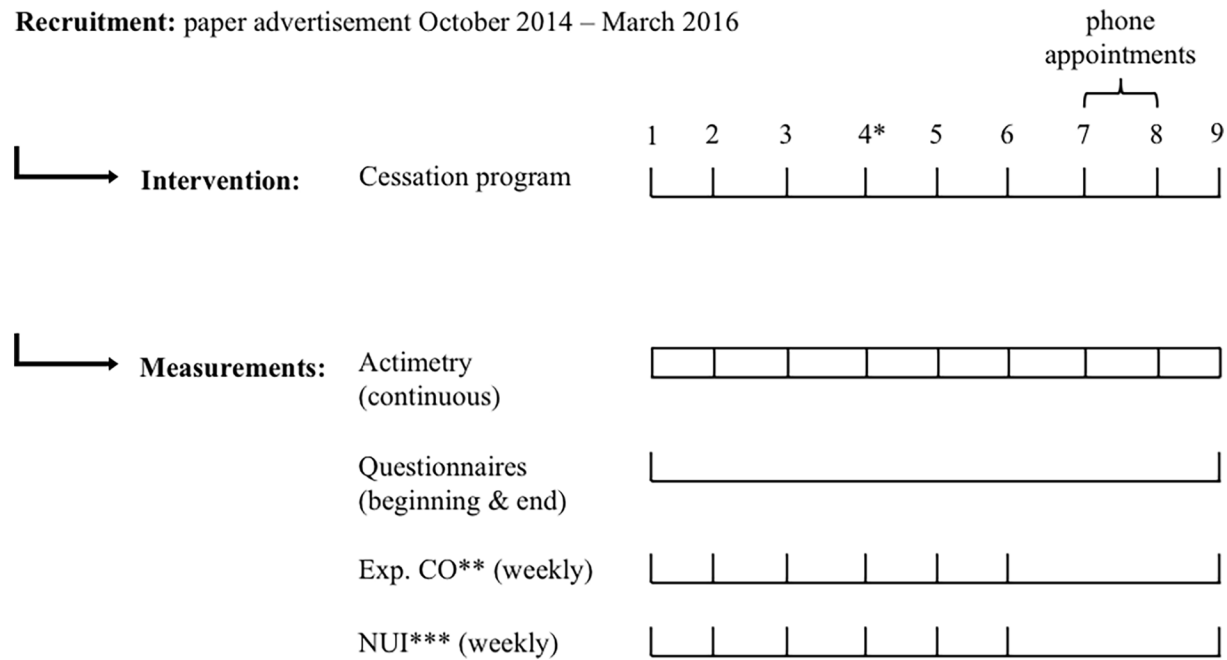 Recruitment: paper advertisement October 2014 – March 2016
phone
appointments
1 2 3 4* 5 6 7 8 9
Intervention: Cessation program
Measurements: Actimetry
(continuous)
Questionnaires
(beginning & end)
Exp. CO** (weekly)
NUI*** (weekly)